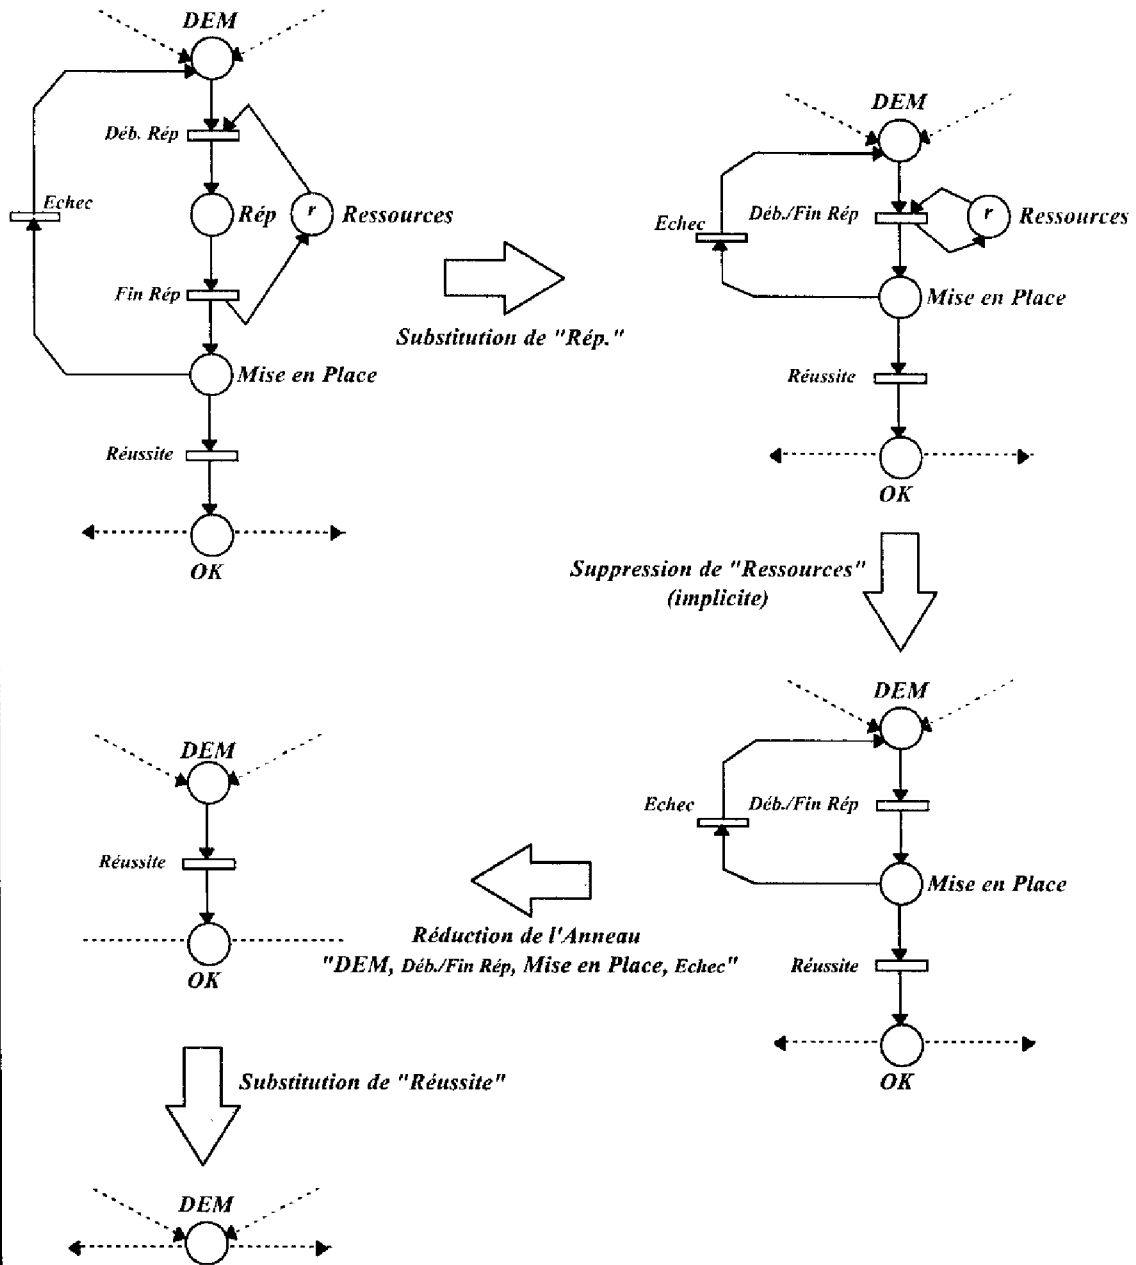 DEM
Déb. Rép
Echec
Rép
r
Ressources
Fin Rép
Mise en Place
Réussite
OK
Substitution de "Rép."
DEM
Echec
Déb./Fin Rép
r
Ressources
Mise en Place
Réussite
OK
Suppression de "Ressources"
(implicite)
DEM
Echec
Déb./Fin Rép
Mise en Place
Réussite
OK
Réduction de l'Anneau
"DEM, Déb./Fin Rép, Mise en Place, Echec"
DEM
Réussite
OK
Substitution de "Réussite"
DEM